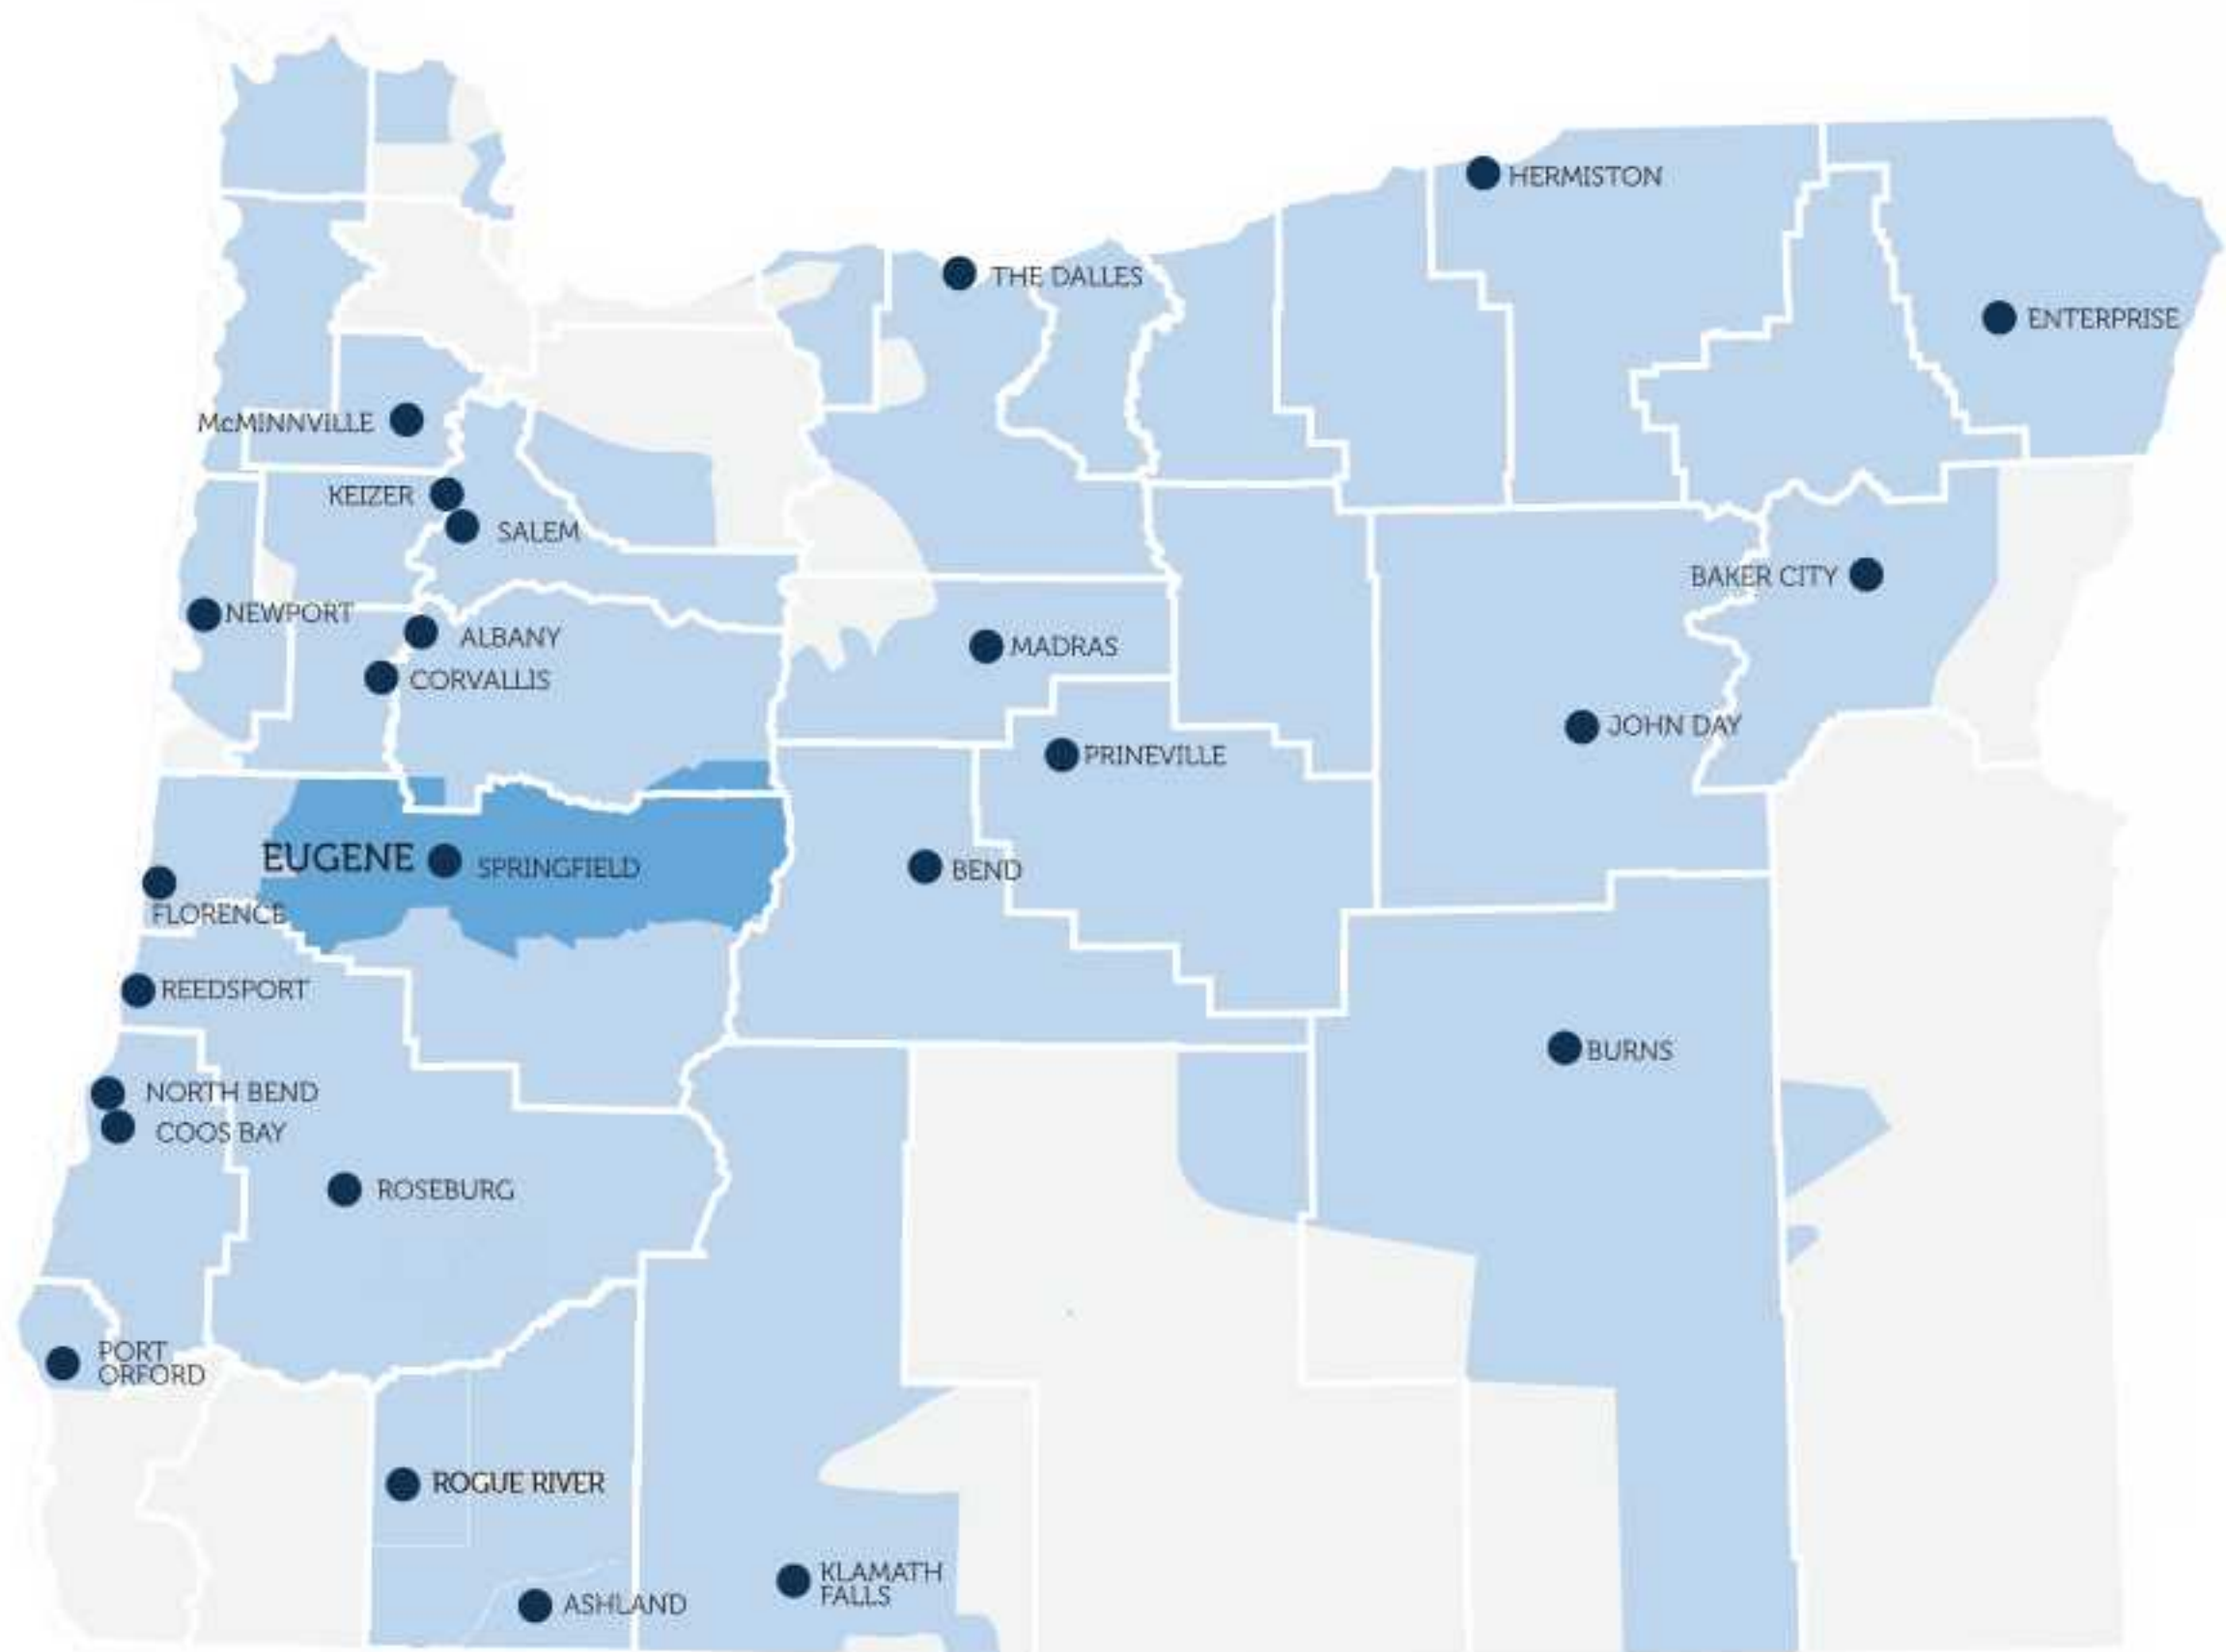 HERMISTON
THE DALLES
ENTERPRISE
McMINNVILLE
KEIZER
SALEM
BAKER CITY
NEWPORT
ALBANY
MADRAS
CORVALLIS
JOHN DAY
PRINEVILLE
EUGENE
SPRINGFIELD
BEND
FLORENCE
REEDSPORT
BURNS
NORTH BEND
COOS BAY
ROSEBURG
PORT
ORFORD
ROGUE RIVER
KLAMATH
FALLS
ASHLAND